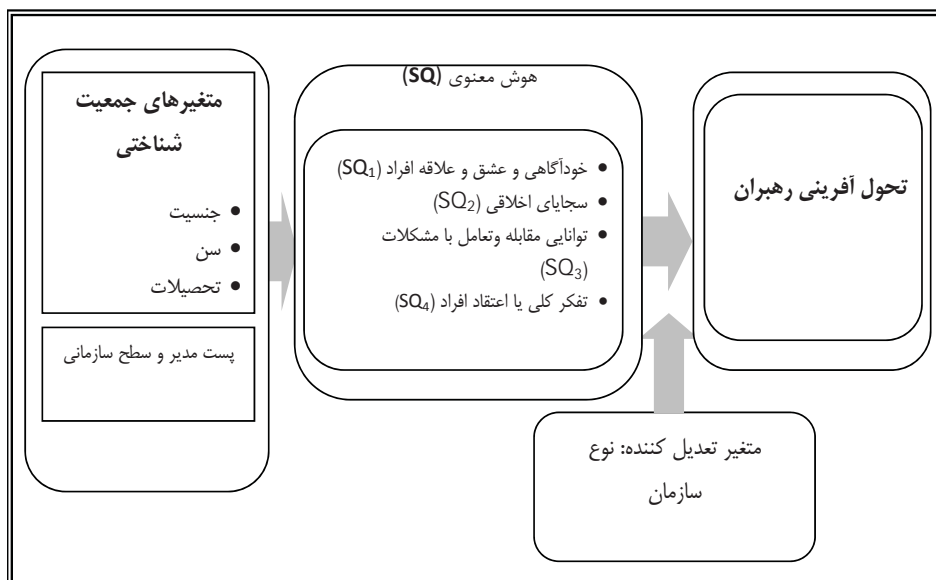 متغیرهای جمعیت
شناختی
• جنسیت
• سن
• تحصیلات
پست مدیر و سطح سازمانی
هوش معنوی (SQ)
• خودآگاهی و عشق و علاقه افراد (SQ1)
• سجایای اخلاقی (SQ2)
• توانایی مقابله وتعامل با مشکلات
(SQ3)
• تفکر کلی یا اعتقاد افراد (SQ4)
تحول آفرینی رهبران
متغیر تعدیل کننده: نوع
سازمان